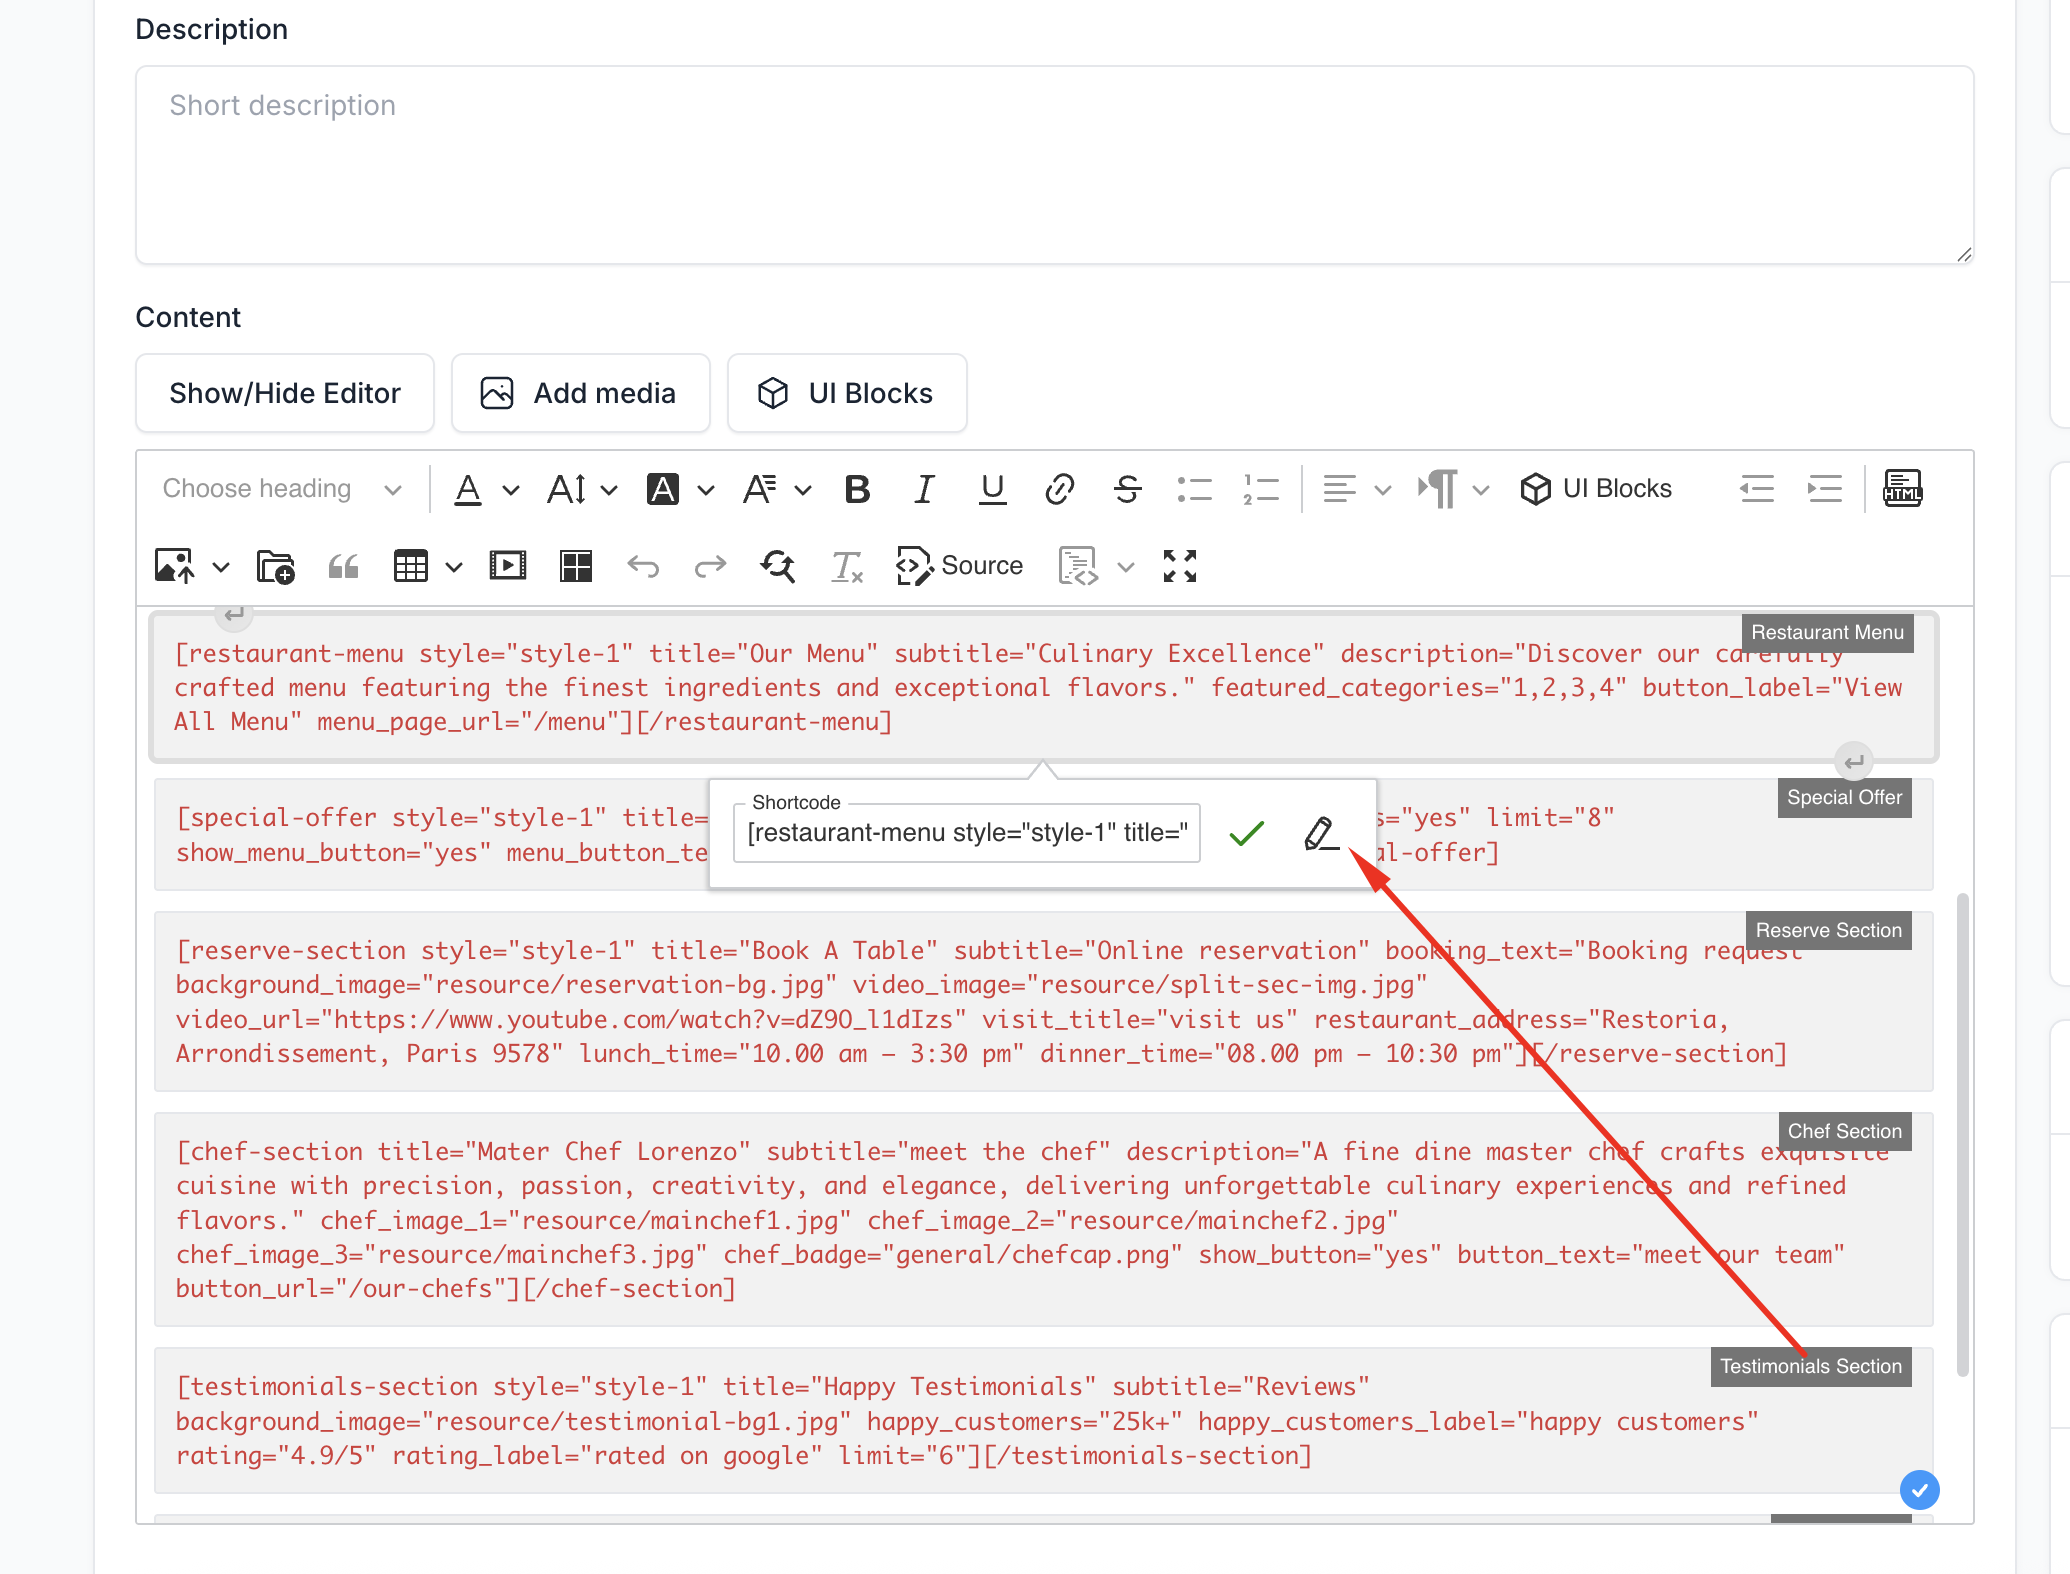 Description
Short description
Content
Show/Hide Editor
Add media
UI Blocks
Choose heading
UI Blocks
HTML
Source
Restaurant Menu
[restaurant-menu style="style-1" title="Our Menu" subtitle="Culinary Excellence" description="Discover our carefully
crafted menu featuring the finest ingredients and exceptional flavors." featured_categories="1,2,3,4" button_label="View
All Menu" menu_page_url="/menu"][/restaurant-menu]
Special Offer
Shortcode
[restaurant-menu style="style-1" title="
[special-offer style="style-1" title= ="yes" limit="8"
show_menu_button="yes"
Reserve Section
[reserve-section style="style-1" title="Book A Table" subtitle="Online reservation" booking_text="Booking request"
background_image="resource/reservation-bg.jpg" video_image="resource/split-sec-img.jpg"
video_url="https://www.youtube.com/watch?v=dZ9O_l1dIzs" visit_title="visit us" restaurant_address="Restoria,
Arrondissement, Paris 9578" lunch_time="10.00 am – 3:30 pm" dinner_time="08.00 pm – 10:30 pm"][/reserve-section]
Chef Section
[chef-section title="Mater Chef Lorenzo" subtitle="meet the chef" description="A fine dine master chef crafts exquisite
cuisine with precision, passion, creativity, and elegance, delivering unforgettable culinary experiences and refined
flavors." chef_image_1="resource/mainchef1.jpg" chef_image_2="resource/mainchef2.jpg"
chef_image_3="resource/mainchef3.jpg" chef_badge="general/chefcap.png" show_button="yes" button_text="meet our team"
button_url="/our-chefs"][/chef-section]
Testimonials Section
[testimonials-section style="style-1" title="Happy Testimonials" subtitle="Reviews"
background_image="resource/testimonial-bg1.jpg" happy_customers="25k+" happy_customers_label="happy customers"
rating="4.9/5" rating_label="rated on google" limit="6"][/testimonials-section]